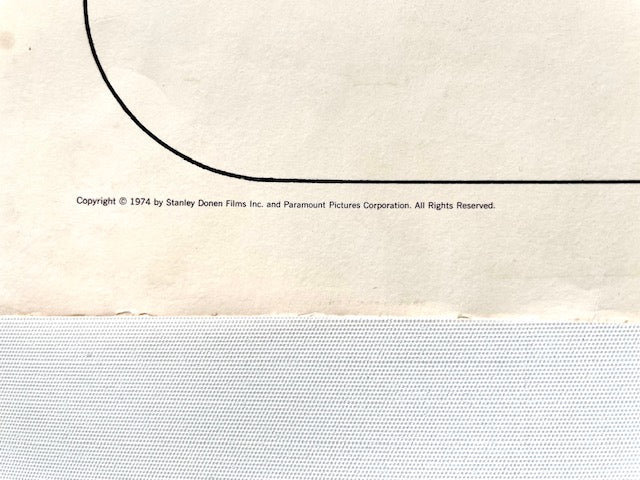 Copyright © 1974 by Stanley Donen Films Inc. and Paramount Pictures Corporation. All Rights Reserved.